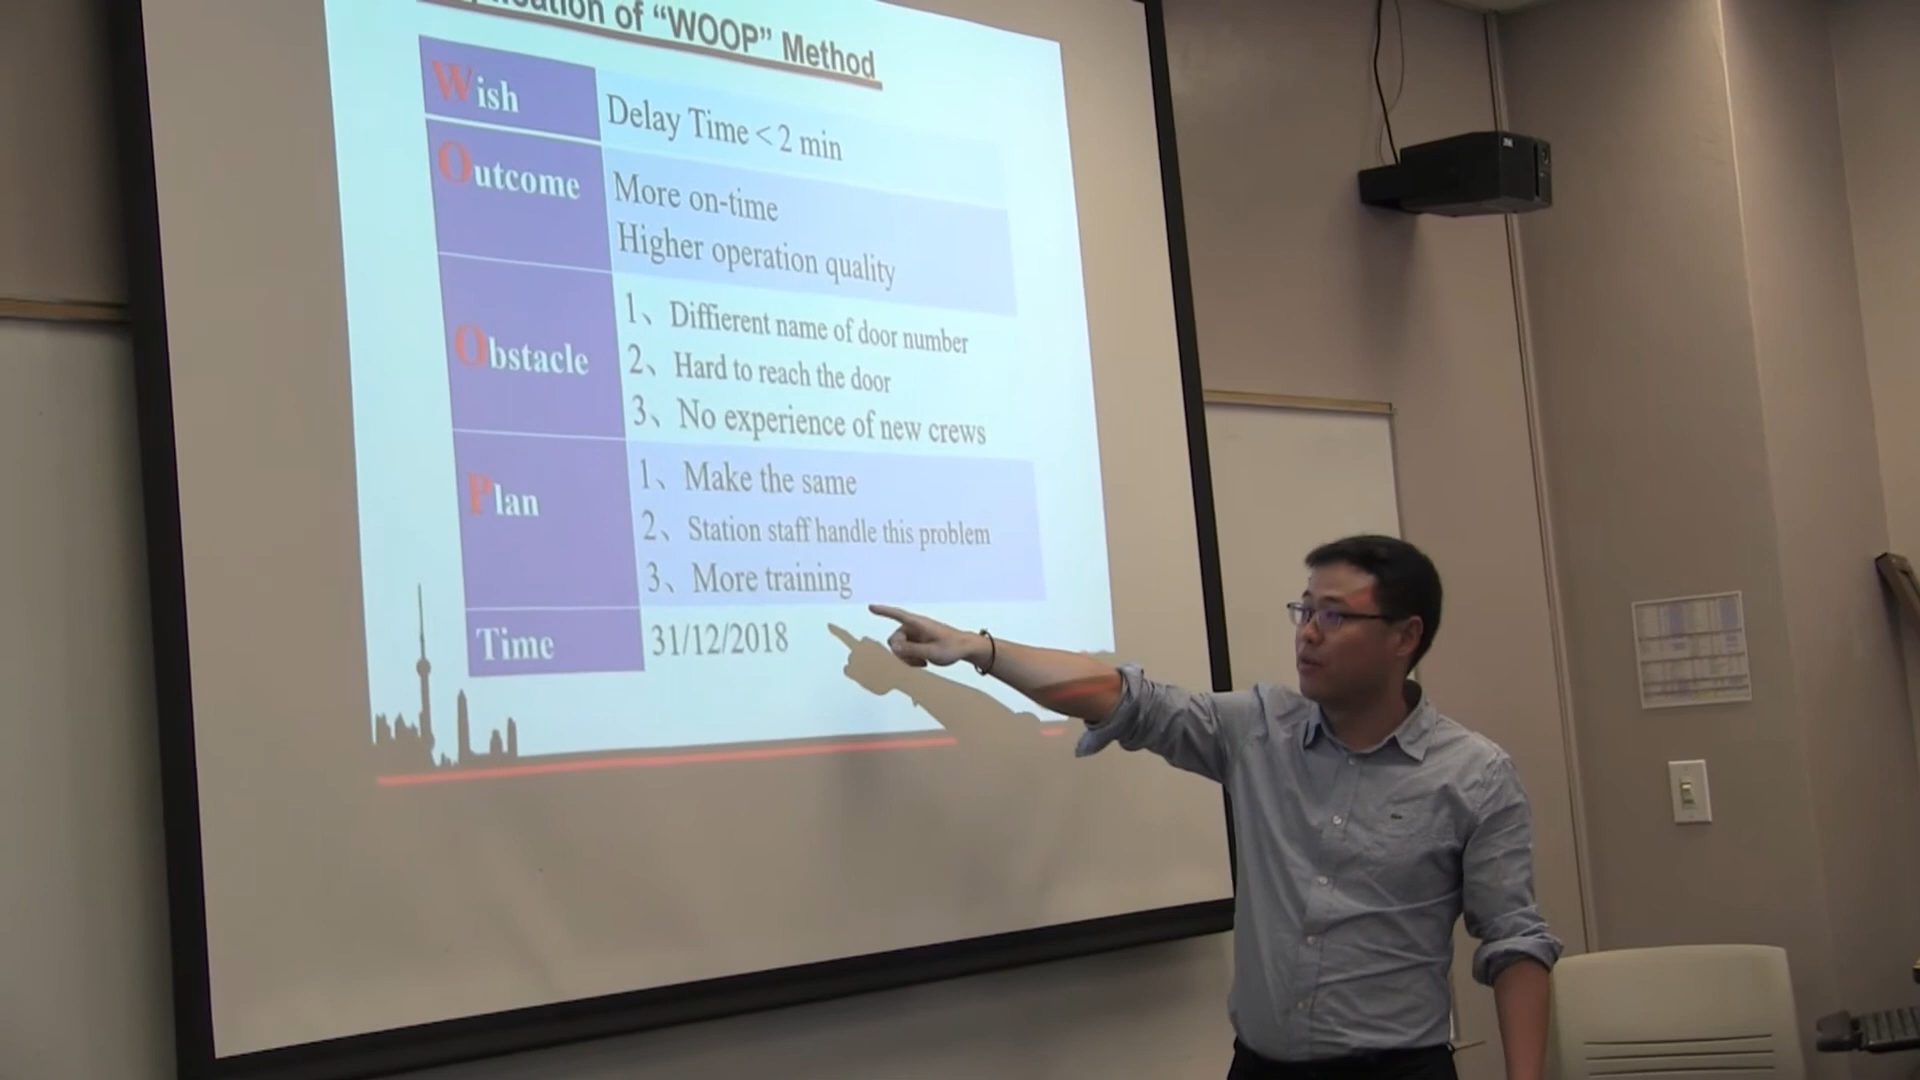 of “WOOP” Method
Wish
Delay Time < 2 min
Outcome
More on-time
Higher operation quality
Obstacle
1、Diffierent name of door number
2、Hard to reach the door
3、No experience of new crews
Plan
1、Make the same
2、Station staff handle this problem
3、More training
Time
31/12/2018